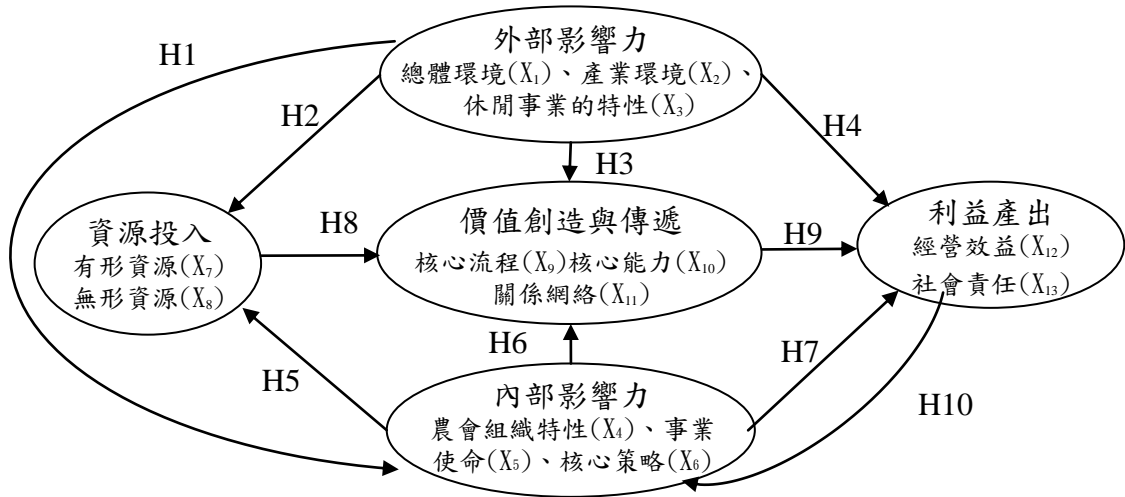 外部影響力
總體環境(X₁)、產業環境(X₂)、
休閒事業的特性(X₃)
H1
H2
H3
H4
資源投入
有形資源(X₇)
無形資源(X₈)
H8
價值創造與傳遞
核心流程(X₉)核心能力(X₁₀)
關係網絡(X₁₁)
H9
利益產出
經營效益(X₁₂)
社會責任(X₁₃)
H5
H6
H7
H10
內部影響力
農會組織特性(X₄)、事業
使命(X₅)、核心策略(X₆)